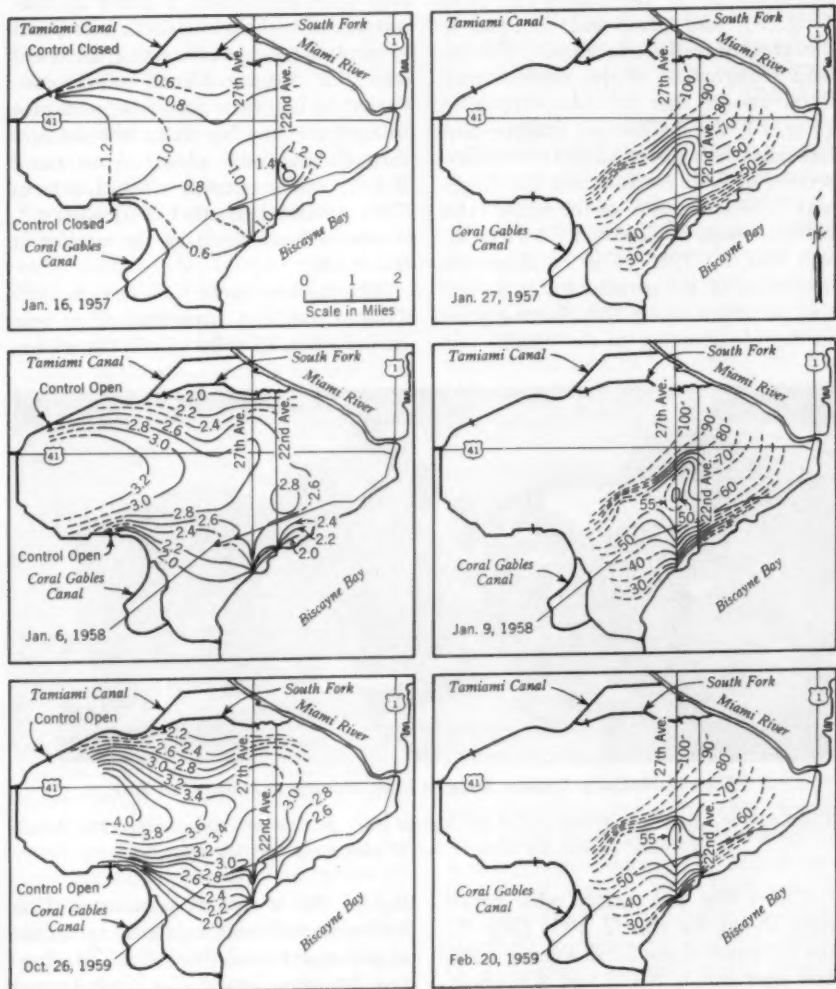 Tamiami Canal
South Fork
Control Closed
Miami River
1
27th Ave.
22nd Ave.
0.6
0.8
41
1.2
1.0
1.4
1.2
1.0
1.0
0.8
1.0
Control Closed
0.6
Coral Gables
Canal
Biscayne Bay
Jan. 16, 1957
0 1 2
Scale in Miles
Tamiami Canal
South Fork
Miami River
1
27th Ave.
22nd Ave.
100
90
80
70
60
50
41
40
30
Coral Gables
Canal
Biscayne Bay
Jan. 27, 1957
Tamiami Canal
South Fork
Control Open
Miami River
1
27th Ave.
22nd Ave.
2.0
2.2
2.4
2.6
2.8
3.0
41
3.2
3.0
2.8
2.6
2.8
2.6
2.4
2.2
2.0
2.4
2.2
2.0
Control Open
Coral Gables
Canal
Biscayne Bay
Jan. 6, 1958
Tamiami Canal
South Fork
Miami River
1
27th Ave.
22nd Ave.
100
90
80
70
60
41
55
50
50
40
30
Coral Gables
Canal
Biscayne Bay
Jan. 9, 1958
Tamiami Canal
South Fork
Control Open
Miami River
1
27th Ave.
22nd Ave.
2.2
2.4
2.6
2.8
3.0
3.2
3.4
41
4.0
3.8
3.6
3.4
3.2
3.0
2.8
2.6
3.0
2.8
2.6
2.4
2.2
2.0
Control Open
Coral Gables
Canal
Biscayne Bay
Oct. 26, 1959
Tamiami Canal
South Fork
Miami River
1
27th Ave.
22nd Ave.
100
90
80
70
60
41
55
50
40
30
Coral Gables
Canal
Biscayne Bay
Feb. 20, 1959